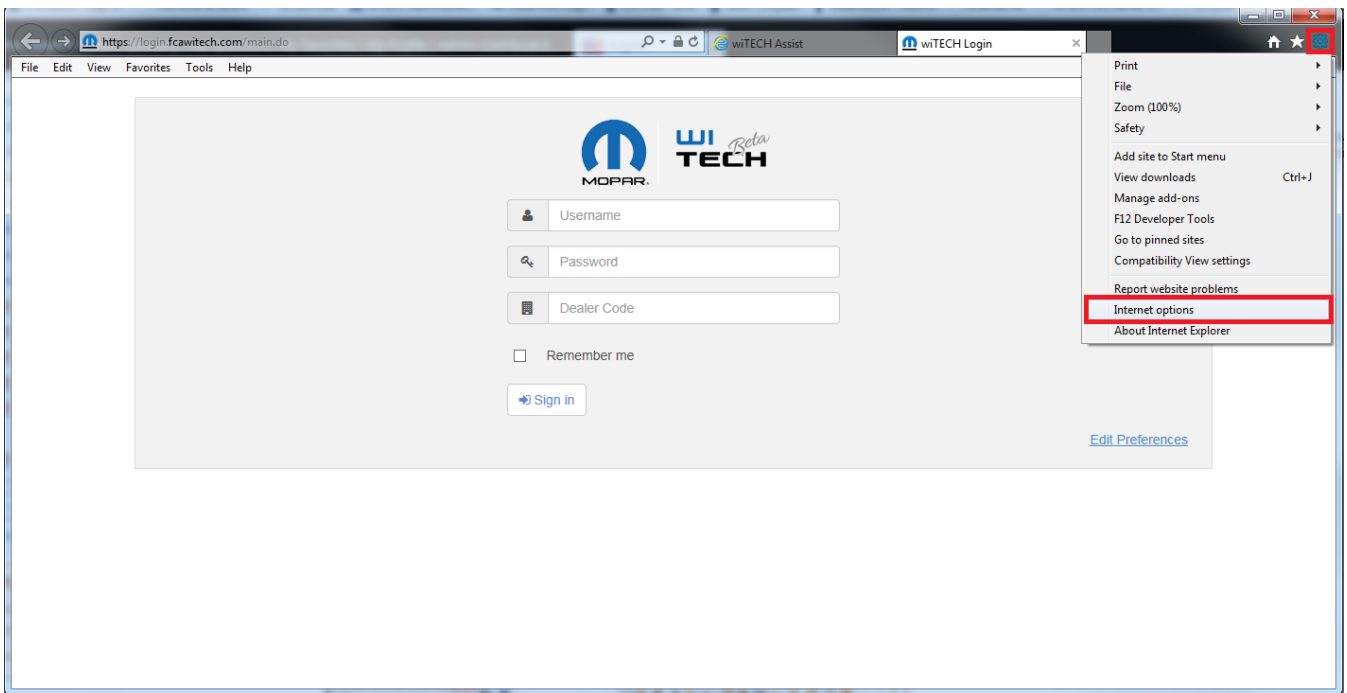 https://login.fcawitech.com/main.do
wiTECH Assist
wiTECH Login
File Edit View Favorites Tools Help
Print
File
Zoom (100%)
Safety
Add site to Start menu
View downloads Ctrl+J
Manage add-ons
F12 Developer Tools
Go to pinned sites
Compatibility View settings
Report website problems
Internet options
About Internet Explorer
MOPAR.
WI Beta
TECH
Username
Password
Dealer Code
Remember me
Sign in
Edit Preferences